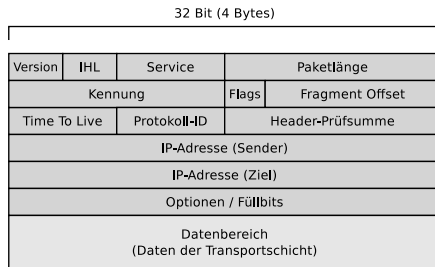 32 Bit (4 Bytes)
Version IHL Service Paketlänge
Kennung Flags Fragment Offset
Time To Live Protokoll-ID Header-Prüfsumme
IP-Adresse (Sender)
IP-Adresse (Ziel)
Optionen / Füllbits
Datenbereich
(Daten der Transportschicht)